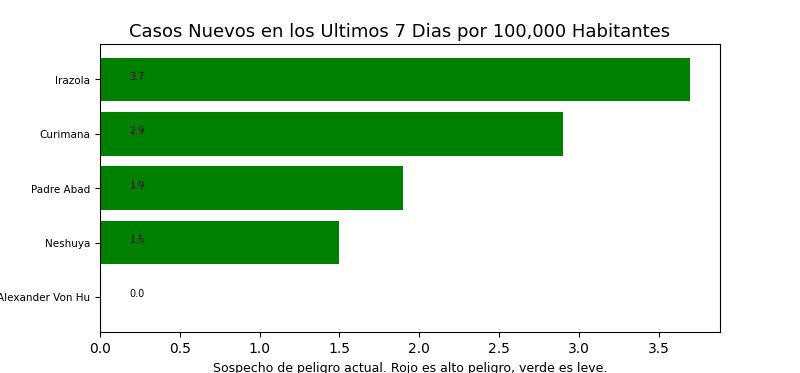 Casos Nuevos en los Ultimos 7 Dias por 100,000 Habitantes
Irazola 3.7
Curimana 2.9
Padre Abad 1.9
Neshuya 1.5
Alexander Von Hu 0.0
0.0 0.5 1.0 1.5 2.0 2.5 3.0 3.5
Sospecho de peligro actual. Rojo es alto peligro, verde es leve.